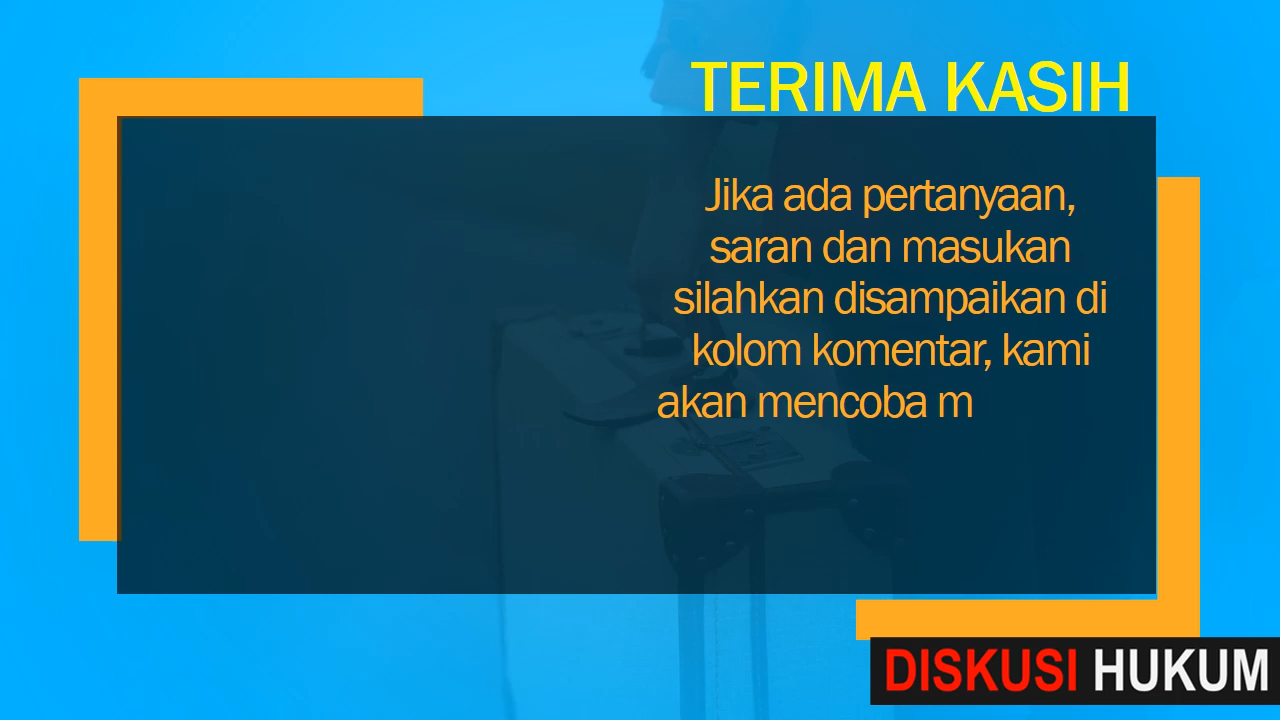 TERIMA KASIH
Jika ada pertanyaan,
saran dan masukan
silahkan disampaikan di
kolom komentar, kami
akan mencoba m
DISKUSI HUKUM